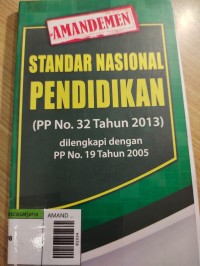 AMANDEMEN
STANDAR NASIONAL
PENDIDIKAN
(PP No. 32 Tahun 2013)
dilengkapi dengan
PP No. 19 Tahun 2005
AMAND...